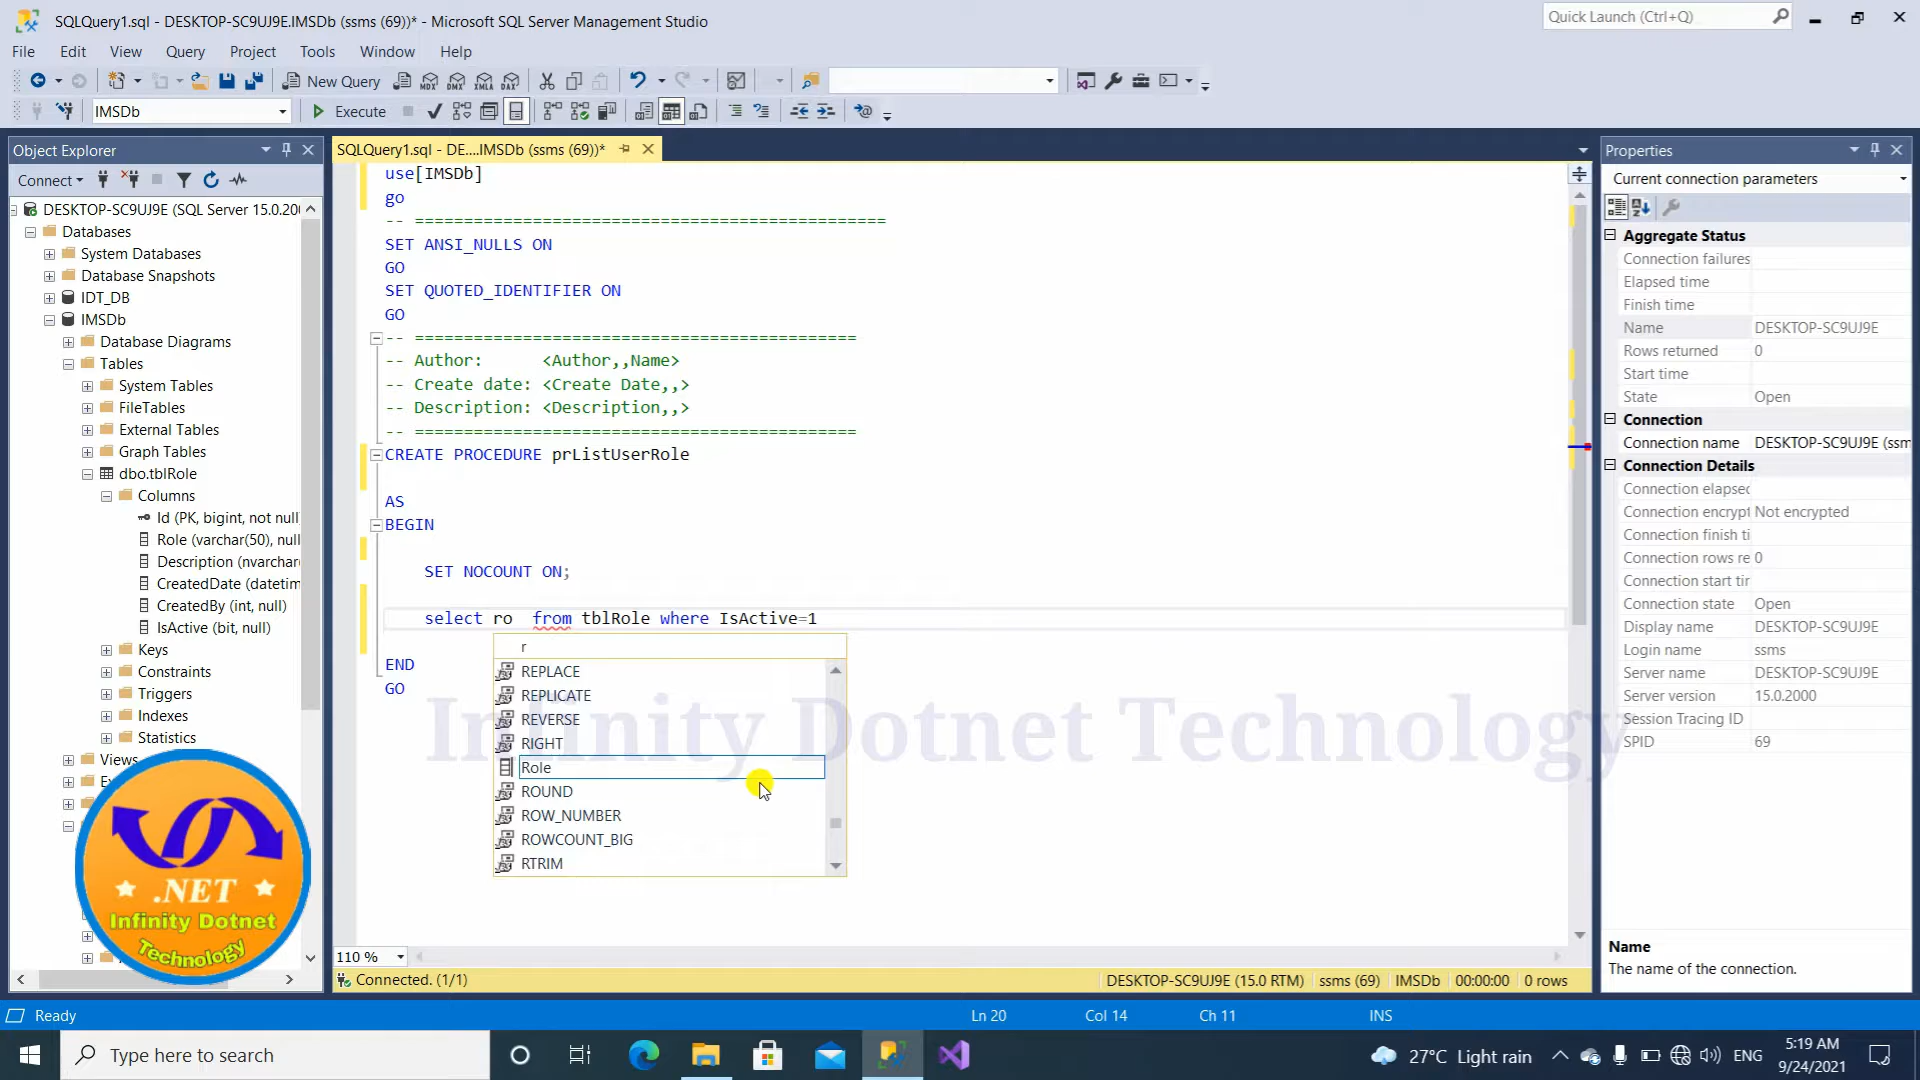 SQLQuery1.sql - DESKTOP-SC9UJ9E.IMSDb (ssms (69))* - Microsoft SQL Server Management Studio
Quick Launch (Ctrl+Q)
File Edit View Query Project Tools Window Help
New Query
MDX DMX XMLA DAX
IMSDb
Execute
Object Explorer
Connect
DESKTOP-SC9UJ9E (SQL Server 15.0.200
Databases
System Databases
Database Snapshots
IDT_DB
IMSDb
Database Diagrams
Tables
System Tables
FileTables
External Tables
Graph Tables
dbo.tblRole
Columns
Id (PK, bigint, not null
Role (varchar(50), null
Description (nvarchar(
CreatedDate (datetim
CreatedBy (int, null)
IsActive (bit, null)
Keys
Constraints
Triggers
Indexes
Statistics
Views
.NET
Infinity Dotnet
Technology
SQLQuery1.sql - DE....IMSDb (ssms (69))*
use[IMSDb]
go
-- ================================================
SET ANSI_NULLS ON
GO
SET QUOTED_IDENTIFIER ON
GO
-- =============================================
-- Author:      <Author,,Name>
-- Create date: <Create Date,,>
-- Description: <Description,,>
-- =============================================
CREATE PROCEDURE prListUserRole
AS
BEGIN
SET NOCOUNT ON;
select ro  from tblRole where IsActive=1
END
GO
r
REPLACE
REPLICATE
REVERSE
RIGHT
Role
ROUND
ROW_NUMBER
ROWCOUNT_BIG
RTRIM
Infinity Dotnet Technology
110 %
Connected. (1/1)
DESKTOP-SC9UJ9E (15.0 RTM) ssms (69) IMSDb 00:00:00 0 rows
Properties
Current connection parameters
Aggregate Status
Connection failures
Elapsed time
Finish time
Name DESKTOP-SC9UJ9E
Rows returned 0
Start time
State Open
Connection
Connection name DESKTOP-SC9UJ9E (ssm
Connection Details
Connection elapsed
Connection encrypt Not encrypted
Connection finish ti
Connection rows re 0
Connection start tir
Connection state Open
Display name DESKTOP-SC9UJ9E
Login name ssms
Server name DESKTOP-SC9UJ9E
Server version 15.0.2000
Session Tracing ID
SPID 69
Name
The name of the connection.
Ready
Ln 20 Col 14 Ch 11 INS
Type here to search
27°C Light rain
ENG
5:19 AM
9/24/2021